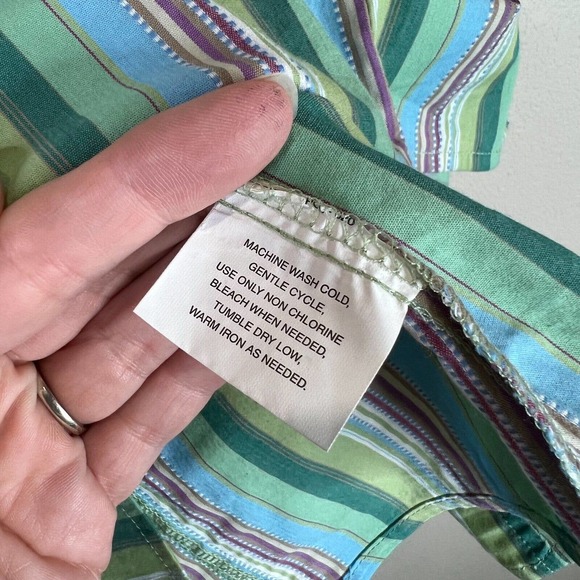 MACHINE WASH COLD,
GENTLE CYCLE,
USE ONLY NON CHLORINE
BLEACH WHEN NEEDED,
TUMBLE DRY LOW,
WARM IRON AS NEEDED.